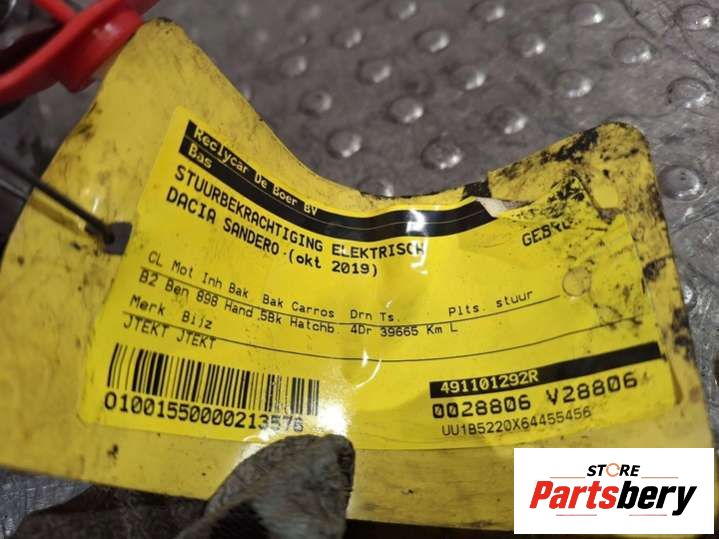 Reclycar De Boer BV
Bas
STUURBEKRACHTIGING ELEKTRISCH
DACIA SANDERO (okt 2019)
CL Mot Inh Bak Bak Carros Drn Ts. Plts. stuur
B2 Ben 898 Hand 5Bk Hatchb. 4Dr 39665 Km L
Merk Bijz
JTEKT JTEKT
O1001550000213576
491101292R
0028806 V28806
UU1B5220X64455456
STORE
Partsbery